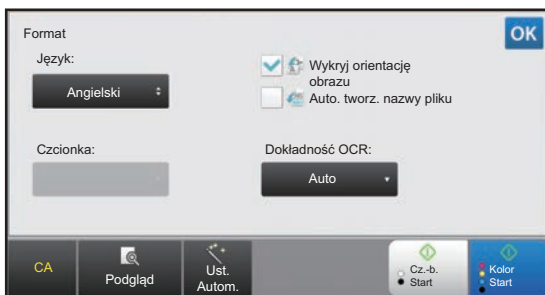 Format
OK
Język:
Angielski
Wykryj orientację
obrazu
Auto. tworz. nazwy pliku
Czcionka:
Dokładność OCR:
Auto
CA
Podgląd
Ust.
Autom.
Cz.-b.
Start
Kolor
Start